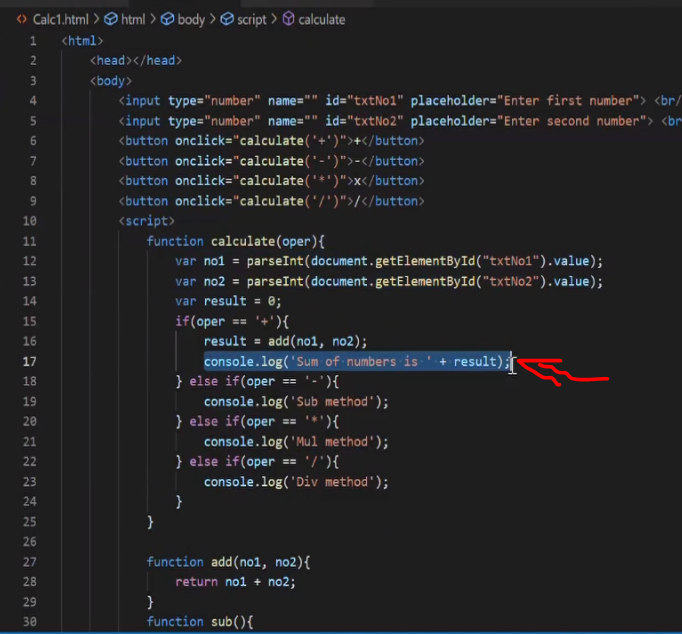 Calc1.html > html > body > script > calculate
1 <html>
2 <head></head>
3 <body>
4 <input type="number" name="" id="txtNo1" placeholder="Enter first number"> <br/
5 <input type="number" name="" id="txtNo2" placeholder="Enter second number"> <br
6 <button onclick="calculate('+')">+</button>
7 <button onclick="calculate('-')">-</button>
8 <button onclick="calculate('*')">x</button>
9 <button onclick="calculate('/')">/</button>
10 <script>
11 function calculate(oper){
12 var no1 = parseInt(document.getElementById("txtNo1").value);
13 var no2 = parseInt(document.getElementById("txtNo2").value);
14 var result = 0;
15 if(oper == '+'){
16 result = add(no1, no2);
17 console.log('Sum of numbers is ' + result);
18 } else if(oper == '-'){
19 console.log('Sub method');
20 } else if(oper == '*'){
21 console.log('Mul method');
22 } else if(oper == '/'){
23 console.log('Div method');
24 }
25 }
26
27 function add(no1, no2){
28 return no1 + no2;
29 }
30 function sub(){